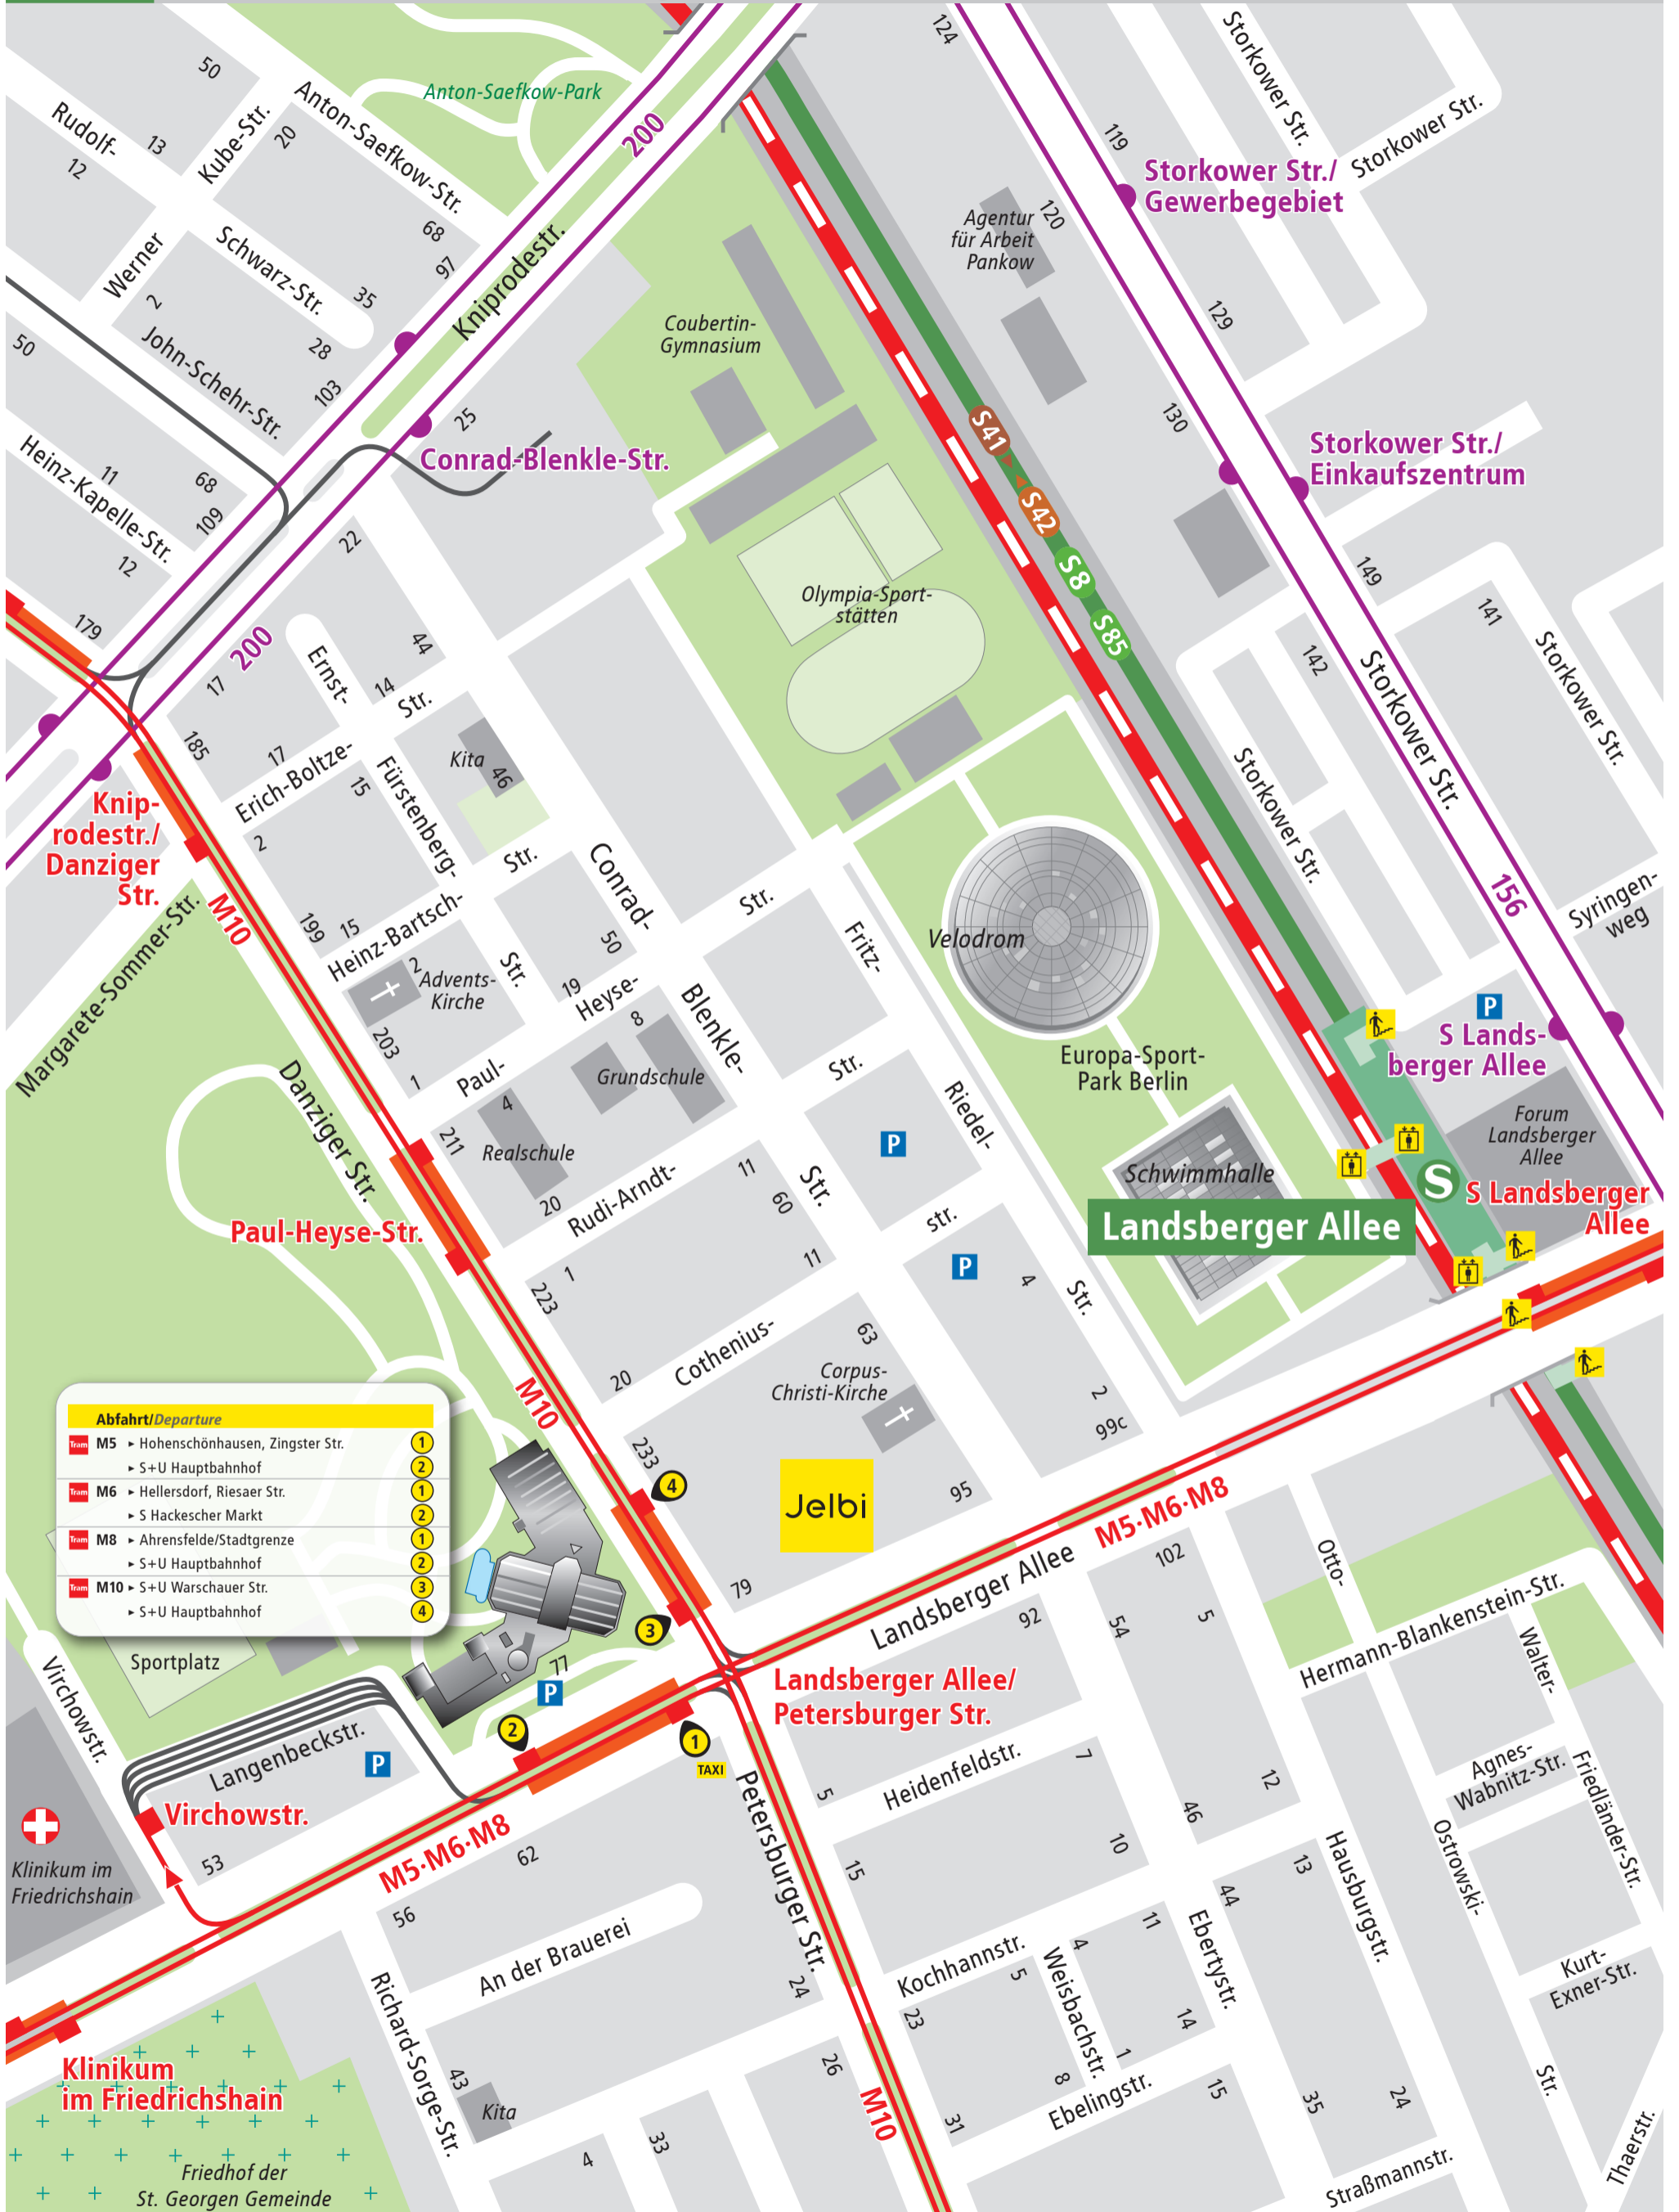 124
Storkower Str.
50
Anton-Saefkow-Park
200
Rudolf-
13
12
Kube-Str.
20
Anton-Saefkow-Str.
119
Storkower Str.
Storkower Str./
Gewerbegebiet
Agentur
für Arbeit
Pankow
120
68
97
Werner
Schwarz-Str.
35
2
28
Kniprodestr.
John-Schehr-Str.
103
50
Coubertin-
Gymnasium
129
130
25
Conrad-Blenkle-Str.
S41
S42
S8
S85
Storkower Str./
Einkaufszentrum
Heinz-Kapelle-Str.
11
68
109
12
22
179
17
200
Ernst-
44
14
Str.
Olympia-Sport-
stätten
149
141
142
Storkower Str.
Storkower Str.
Storkower Str.
185
17
Erich-Boltze-
15
2
Kita
46
Fürstenberg-
Str.
Knip-
rodestr./
Danziger
Str.
M10
Margarete-Sommer-Str.
199
15
Heinz-Bartsch-
Str.
Conrad-
50
Str.
Fritz-
Velodrom
156
Syringen-
weg
2
Advents-
Kirche
203
1
19
Heyse-
8
Paul-
4
Grundschule
Blenkle-
Str.
Riedel-
Europa-Sport-
Park Berlin
P
S Lands-
berger Allee
Forum
Landsberger
Allee
Danziger Str.
211
Realschule
20
Rudi-Arndt-
11
60
Str.
P
Schwimmhalle
Landsberger Allee
S
S Landsberger
Allee
Paul-Heyse-Str.
223
1
11
str.
P
4
Str.
20
Cothenius-
63
Corpus-
Christi-Kirche
2
99c
M10
233
4
Jelbi
95
79
Abfahrt/Departure
Tram M5 ▸ Hohenschönhausen, Zingster Str. 1
▸ S+U Hauptbahnhof 2
Tram M6 ▸ Hellersdorf, Riesaer Str. 1
▸ S Hackescher Markt 2
Tram M8 ▸ Ahrensfelde/Stadtgrenze 1
▸ S+U Hauptbahnhof 2
Tram M10 ▸ S+U Warschauer Str. 3
▸ S+U Hauptbahnhof 4
Sportplatz
3
77
P
2
1
TAXI
Landsberger Allee
M5·M6·M8
102
92
54
5
Otto-
Hermann-Blankenstein-Str.
Walter-
Landsberger Allee/
Petersburger Str.
Virchowstr.
Langenbeckstr.
P
Virchowstr.
Klinikum im
Friedrichshain
53
M5·M6·M8
62
56
Petersburger Str.
5
Heidenfeldstr.
7
46
12
10
15
Agnes-
Wabnitz-Str.
Friedländer-Str.
Ostrowski-
Hausburgstr.
13
44
Ebertystr.
11
An der Brauerei
24
Kochhannstr.
5
4
Weisbachstr.
23
14
1
8
Ebelingstr.
15
Kurt-
Exner-Str.
Str.
Thaerstr.
35
24
Straßmannstr.
31
26
M10
Richard-Sorge-Str.
43
Kita
4
33
Klinikum
im Friedrichshain
Friedhof der
St. Georgen Gemeinde